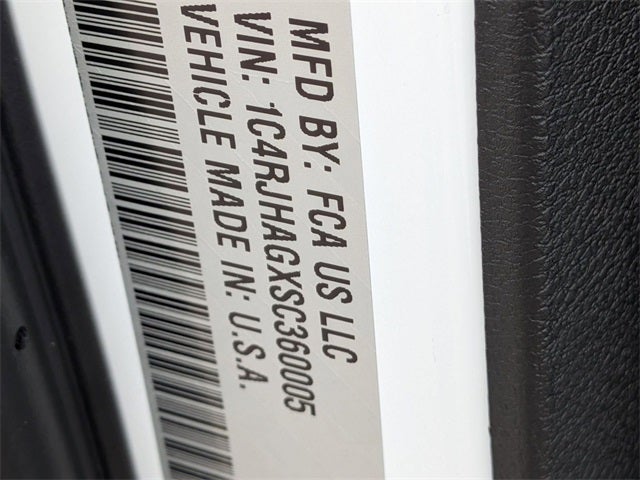 MFD BY: FCA US LLC
VIN: 1C4RJHAGXSC360005
VEHICLE MADE IN: U.S.A.